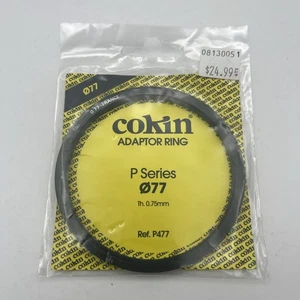 08130051
$24.99
Ø77
cokin
ADAPTOR RING
P Series
Ø77
Th. 0.75mm
Ref. P477